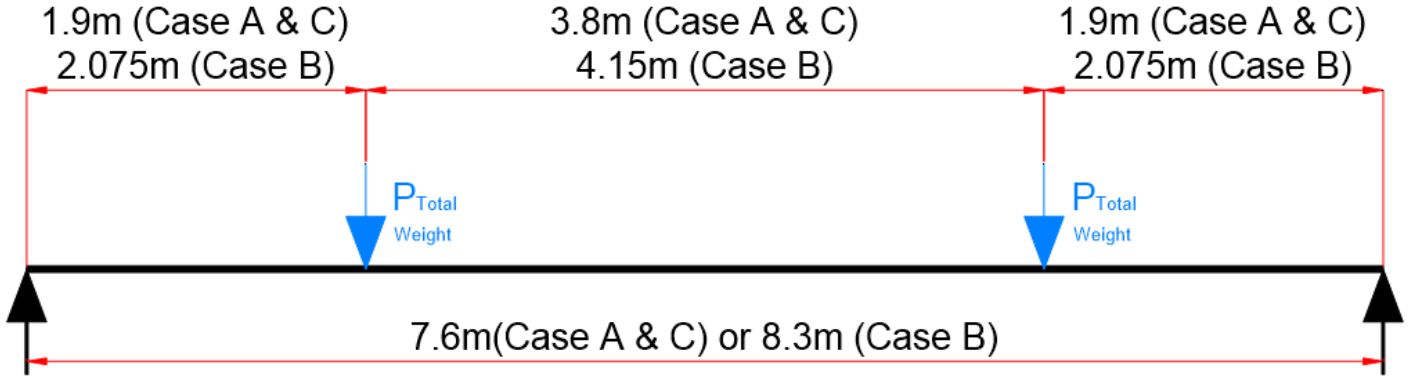 1.9m (Case A & C)
2.075m (Case B)
3.8m (Case A & C)
4.15m (Case B)
1.9m (Case A & C)
2.075m (Case B)
PTotal
Weight
PTotal
Weight
7.6m(Case A & C) or 8.3m (Case B)